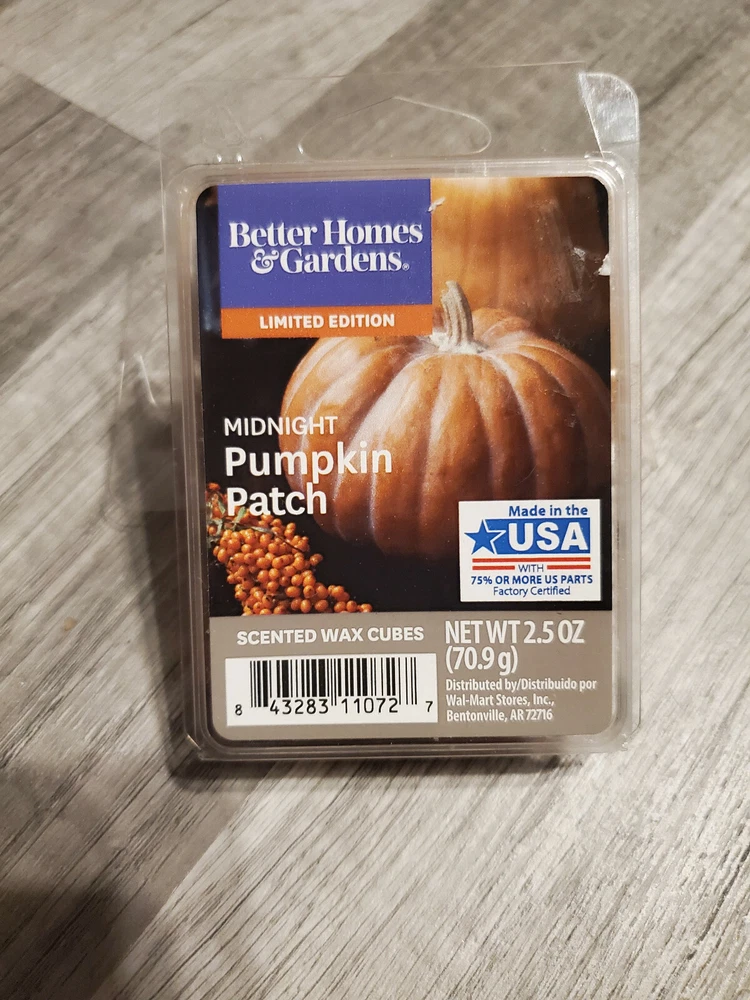 Better Homes
& Gardens®
LIMITED EDITION
MIDNIGHT
Pumpkin
Patch
Made in the
USA
WITH
75% OR MORE US PARTS
Factory Certified
SCENTED WAX CUBES
NET WT 2.5 OZ
(70.9 g)
Distributed by/Distribuido por
Wal-Mart Stores, Inc.,
Bentonville, AR 72716
8 43283 11072 7